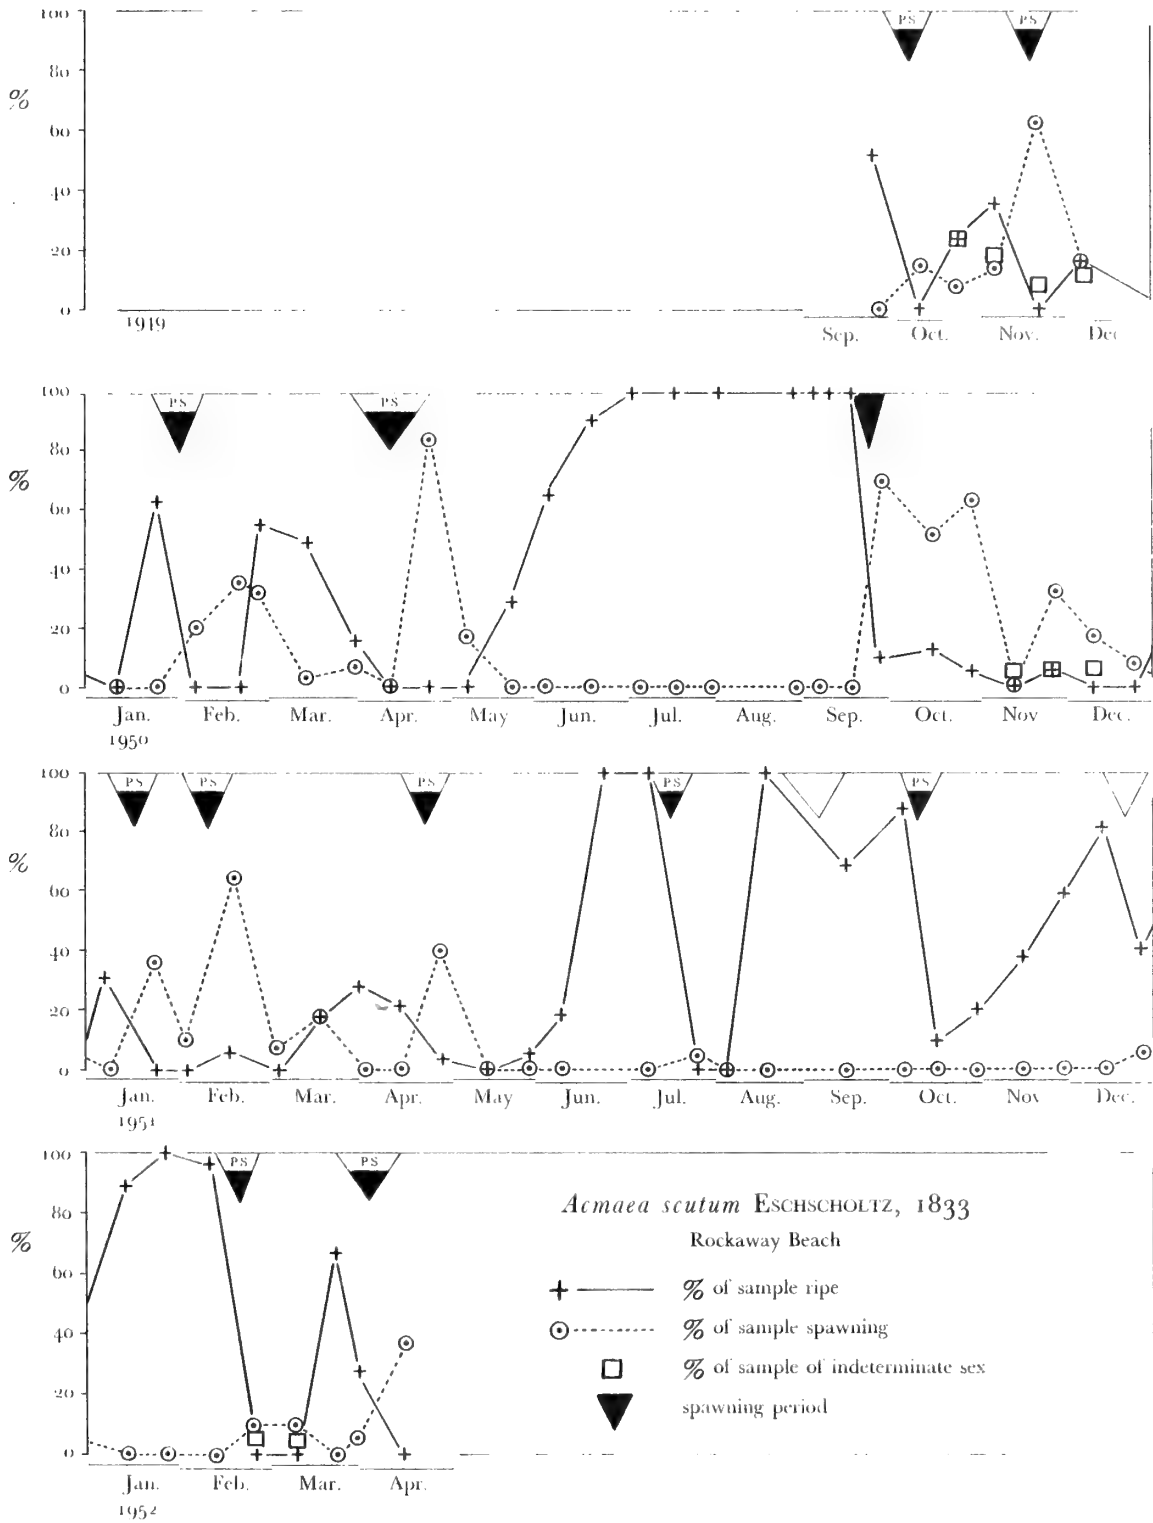 100 PS PS
80
%
60
40
20
0
1949
Sep. Oct. Nov. Dec
100 PS PS
80
%
60
40
20
0
Jan. Feb. Mar. Apr. May Jun. Jul. Aug. Sep. Oct. Nov Dec.
1950
100 PS PS PS PS PS
80
%
60
40
20
0
Jan. Feb. Mar. Apr. May Jun. Jul. Aug. Sep. Oct. Nov Dec.
1951
100 PS PS
80
%
60
40
20
0
Jan. Feb. Mar. Apr.
1952
Acmaea scutum ESCHSCHOLTZ, 1833
Rockaway Beach
% of sample ripe
% of sample spawning
% of sample of indeterminate sex
spawning period